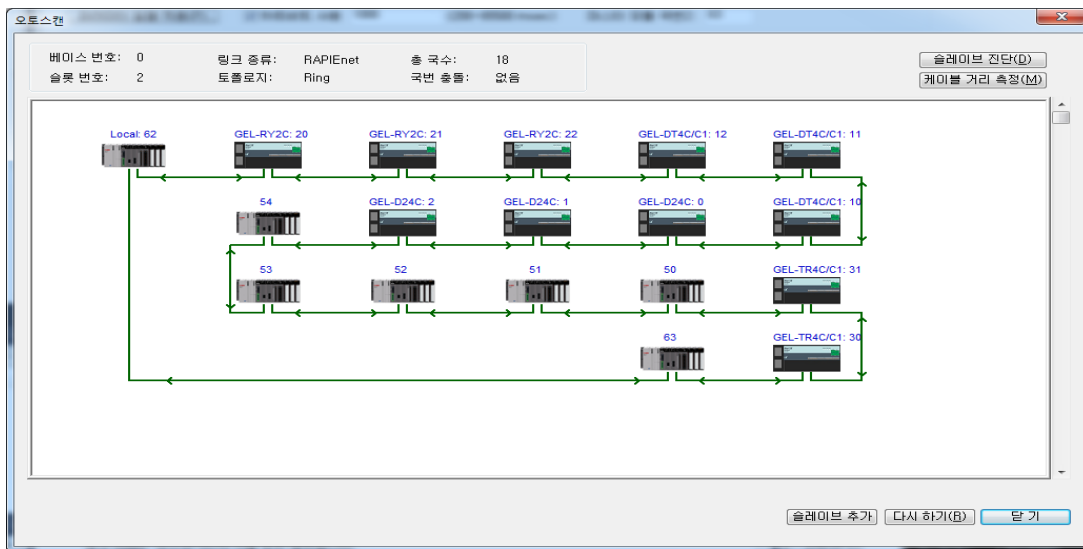 오토스캔
베이스 번호: 0 링크 종류: RAPIEnet 총 국수: 18
슬롯 번호: 2 토폴로지: Ring 국번 충돌: 없음
슬레이브 진단(D)
케이블 거리 측정(M)
Local: 62 GEL-RY2C: 20 GEL-RY2C: 21 GEL-RY2C: 22 GEL-DT4C/C1: 12 GEL-DT4C/C1: 11
54 GEL-D24C: 2 GEL-D24C: 1 GEL-D24C: 0 GEL-DT4C/C1: 10
53 52 51 50 GEL-TR4C/C1: 31
63 GEL-TR4C/C1: 30
슬레이브 추가 다시 하기(R) 닫 기